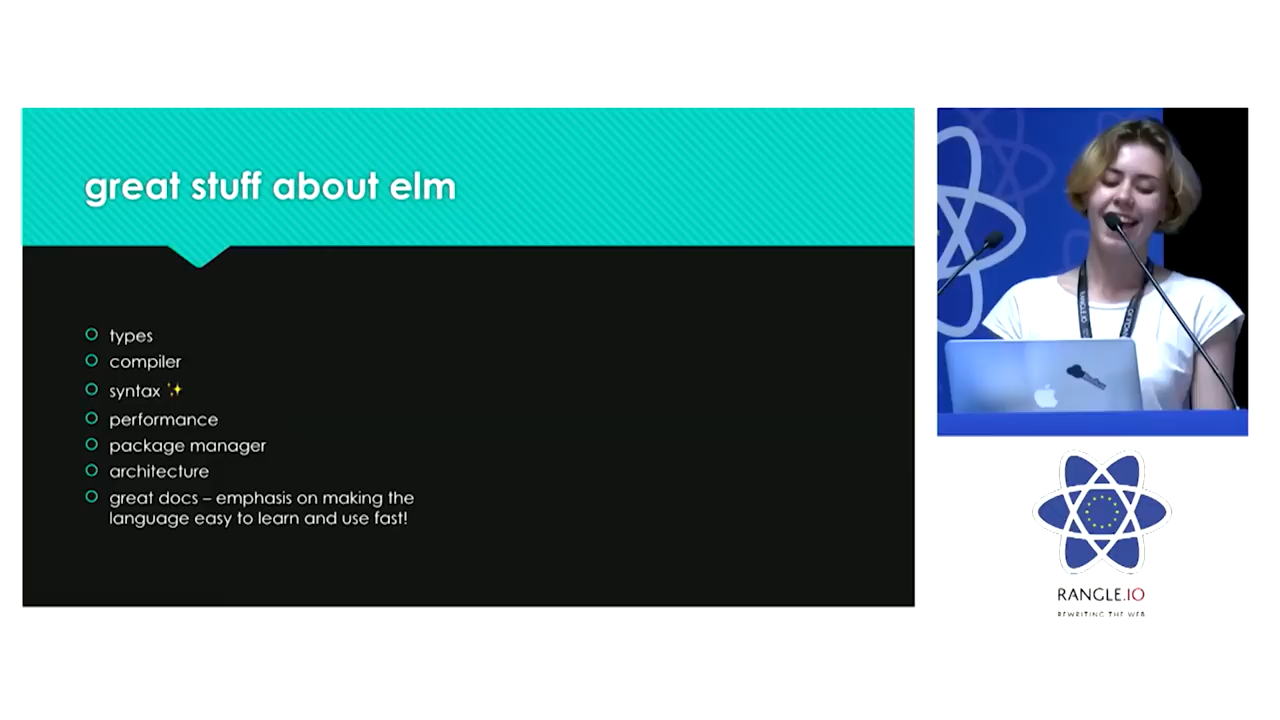 great stuff about elm
types
compiler
syntax ✨
performance
package manager
architecture
great docs – emphasis on making the
language easy to learn and use fast!
RANGLE.IO
REWRITING THE WEB